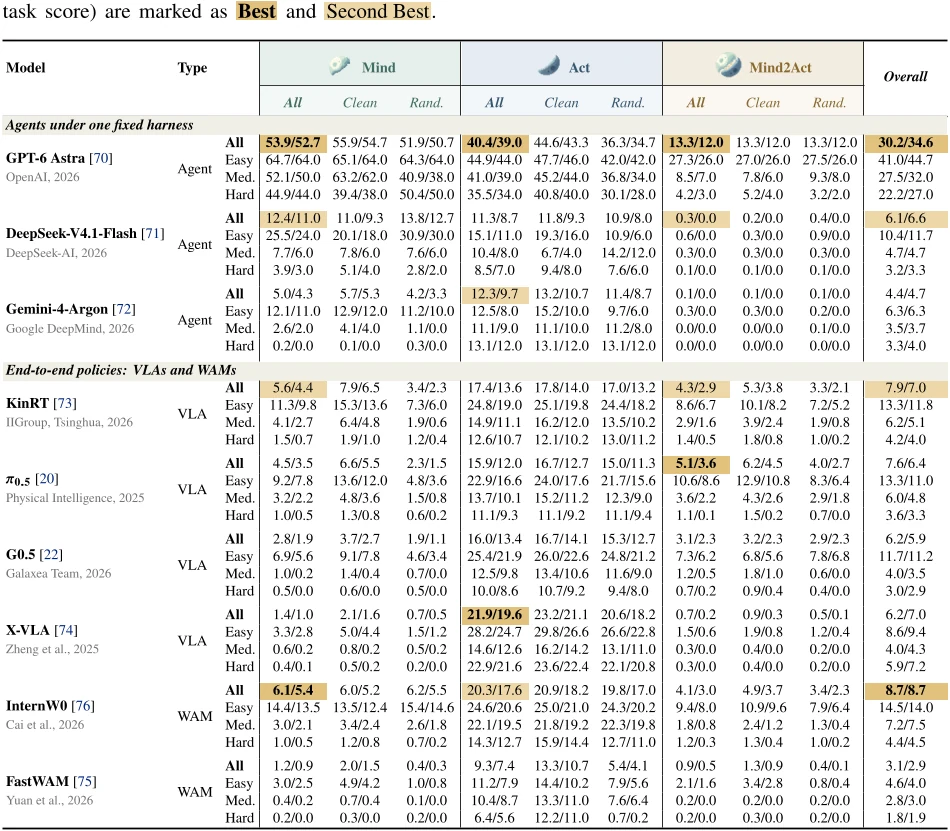 task score) are marked as Best and Second Best.
Model Type Mind Act Mind2Act Overall
All Clean Rand. All Clean Rand. All Clean Rand.
Agents under one fixed harness
All 53.9/52.7 55.9/54.7 51.9/50.7 40.4/39.0 44.6/43.3 36.3/34.7 13.3/12.0 13.3/12.0 13.3/12.0 30.2/34.6
GPT-6 Astra [70] Agent Easy 64.7/64.0 65.1/64.0 64.3/64.0 44.9/44.0 47.7/46.0 42.0/42.0 27.3/26.0 27.0/26.0 27.5/26.0 41.0/44.7
OpenAI, 2026 Med. 52.1/50.0 63.2/62.0 40.9/38.0 41.0/39.0 45.2/44.0 36.8/34.0 8.5/7.0 7.8/6.0 9.3/8.0 27.5/32.0
Hard 44.9/44.0 39.4/38.0 50.4/50.0 35.5/34.0 40.8/40.0 30.1/28.0 4.2/3.0 5.2/4.0 3.2/2.0 22.2/27.0
All 12.4/11.0 11.0/9.3 13.8/12.7 11.3/8.7 11.8/9.3 10.9/8.0 0.3/0.0 0.2/0.0 0.4/0.0 6.1/6.6
DeepSeek-V4.1-Flash [71] Agent Easy 25.5/24.0 20.1/18.0 30.9/30.0 15.1/11.0 19.3/16.0 10.9/6.0 0.6/0.0 0.3/0.0 0.9/0.0 10.4/11.7
DeepSeek-AI, 2026 Med. 7.7/6.0 7.8/6.0 7.6/6.0 10.4/8.0 6.7/4.0 14.2/12.0 0.3/0.0 0.3/0.0 0.3/0.0 4.7/4.7
Hard 3.9/3.0 5.1/4.0 2.8/2.0 8.5/7.0 9.4/8.0 7.6/6.0 0.1/0.0 0.1/0.0 0.1/0.0 3.2/3.3
All 5.0/4.3 5.7/5.3 4.2/3.3 12.3/9.7 13.2/10.7 11.4/8.7 0.1/0.0 0.1/0.0 0.1/0.0 4.4/4.7
Gemini-4-Argon [72] Agent Easy 12.1/11.0 12.9/12.0 11.2/10.0 12.5/8.0 15.2/10.0 9.7/6.0 0.3/0.0 0.3/0.0 0.2/0.0 6.3/6.3
Google DeepMind, 2026 Med. 2.6/2.0 4.1/4.0 1.1/0.0 11.1/9.0 11.1/10.0 11.2/8.0 0.0/0.0 0.0/0.0 0.1/0.0 3.5/3.7
Hard 0.2/0.0 0.1/0.0 0.3/0.0 13.1/12.0 13.1/12.0 13.1/12.0 0.0/0.0 0.0/0.0 0.0/0.0 3.3/4.0
End-to-end policies: VLAs and WAMs
All 5.6/4.4 7.9/6.5 3.4/2.3 17.4/13.6 17.8/14.0 17.0/13.2 4.3/2.9 5.3/3.8 3.3/2.1 7.9/7.0
KinRT [73] VLA Easy 11.3/9.8 15.3/13.6 7.3/6.0 24.8/19.0 25.1/19.8 24.4/18.2 8.6/6.7 10.1/8.2 7.2/5.2 13.3/11.8
IIGroup, Tsinghua, 2026 Med. 4.1/2.7 6.4/4.8 1.9/0.6 14.9/11.1 16.2/12.0 13.5/10.2 2.9/1.6 3.9/2.4 1.9/0.8 6.2/5.1
Hard 1.5/0.7 1.9/1.0 1.2/0.4 12.6/10.7 12.1/10.2 13.0/11.2 1.4/0.5 1.8/0.8 1.0/0.2 4.2/4.0
All 4.5/3.5 6.6/5.5 2.3/1.5 15.9/12.0 16.7/12.7 15.0/11.3 5.1/3.6 6.2/4.5 4.0/2.7 7.6/6.4
π0.5 [20] VLA Easy 9.2/7.8 13.6/12.0 4.8/3.6 22.9/16.6 24.0/17.6 21.7/15.6 10.6/8.6 12.9/10.8 8.3/6.4 13.3/11.0
Physical Intelligence, 2025 Med. 3.2/2.2 4.8/3.6 1.5/0.8 13.7/10.1 15.2/11.2 12.3/9.0 3.6/2.2 4.3/2.6 2.9/1.8 6.0/4.8
Hard 1.0/0.5 1.3/0.8 0.6/0.2 11.1/9.3 11.1/9.2 11.1/9.4 1.1/0.1 1.5/0.2 0.7/0.0 3.6/3.3
All 2.8/1.9 3.7/2.7 1.9/1.1 16.0/13.4 16.7/14.1 15.3/12.7 3.1/2.3 3.2/2.3 2.9/2.3 6.2/5.9
G0.5 [22] VLA Easy 6.9/5.6 9.1/7.8 4.6/3.4 25.4/21.9 26.0/22.6 24.8/21.2 7.3/6.2 6.8/5.6 7.8/6.8 11.7/11.2
Galaxea Team, 2026 Med. 1.0/0.2 1.4/0.4 0.7/0.0 12.5/9.8 13.4/10.6 11.6/9.0 1.2/0.5 1.8/1.0 0.6/0.0 4.0/3.5
Hard 0.5/0.0 0.6/0.0 0.5/0.0 10.0/8.6 10.7/9.2 9.4/8.0 0.7/0.2 0.9/0.4 0.4/0.0 3.0/2.9
All 1.4/1.0 2.1/1.6 0.7/0.5 21.9/19.6 23.2/21.1 20.6/18.2 0.7/0.2 0.9/0.3 0.5/0.1 6.2/7.0
X-VLA [74] VLA Easy 3.3/2.8 5.0/4.4 1.5/1.2 28.2/24.7 29.8/26.6 26.6/22.8 1.5/0.6 1.9/0.8 1.2/0.4 8.6/9.4
Zheng et al., 2025 Med. 0.6/0.2 0.8/0.2 0.5/0.2 14.6/12.6 16.2/14.2 13.1/11.0 0.3/0.0 0.4/0.0 0.2/0.0 4.0/4.3
Hard 0.4/0.1 0.5/0.2 0.2/0.0 22.9/21.6 23.6/22.4 22.1/20.8 0.3/0.0 0.4/0.0 0.2/0.0 5.9/7.2
All 6.1/5.4 6.0/5.2 6.2/5.5 20.3/17.6 20.9/18.2 19.8/17.0 4.1/3.0 4.9/3.7 3.4/2.3 8.7/8.7
InternW0 [76] WAM Easy 14.4/13.5 13.5/12.4 15.4/14.6 24.6/20.6 25.0/21.0 24.3/20.2 9.4/8.0 10.9/9.6 7.9/6.4 14.5/14.0
Cai et al., 2026 Med. 3.0/2.1 3.4/2.4 2.6/1.8 22.1/19.5 21.8/19.2 22.3/19.8 1.8/0.8 2.4/1.2 1.3/0.4 7.2/7.5
Hard 1.0/0.5 1.2/0.8 0.7/0.2 14.3/12.7 15.9/14.4 12.7/11.0 1.2/0.3 1.3/0.4 1.0/0.2 4.4/4.5
All 1.2/0.9 2.0/1.5 0.4/0.3 9.3/7.4 13.3/10.7 5.4/4.1 0.9/0.5 1.3/0.9 0.4/0.1 3.1/2.9
FastWAM [75] WAM Easy 3.0/2.5 4.9/4.2 1.0/0.8 11.2/7.9 14.4/10.2 7.9/5.6 2.1/1.6 3.4/2.8 0.8/0.4 4.6/4.0
Yuan et al., 2026 Med. 0.4/0.2 0.7/0.4 0.1/0.0 10.4/8.7 13.3/11.0 7.6/6.4 0.2/0.0 0.2/0.0 0.2/0.0 2.8/3.0
Hard 0.2/0.0 0.3/0.0 0.2/0.0 6.4/5.6 12.2/11.0 0.7/0.2 0.2/0.0 0.3/0.0 0.2/0.0 1.8/1.9